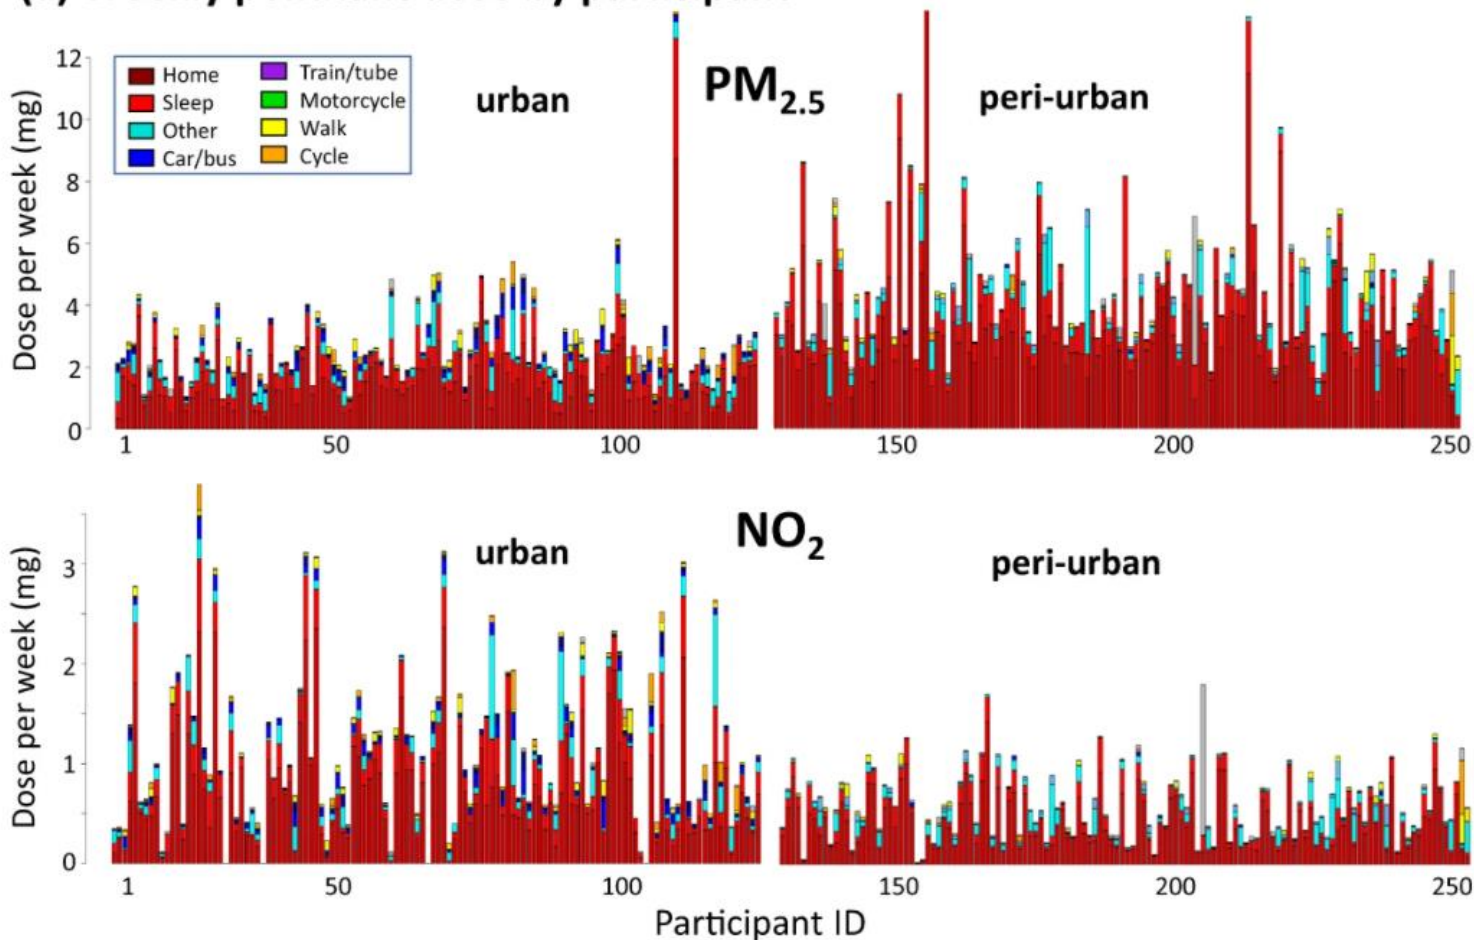 12
10
8
6
4
2
0
Dose per week (mg)
Home
Sleep
Other
Car/bus
Train/tube
Motorcycle
Walk
Cycle
urban
PM2.5
peri-urban
1 50 100 150 200 250
3
2
1
0
Dose per week (mg)
urban
NO2
peri-urban
1 50 100 150 200 250
Participant ID